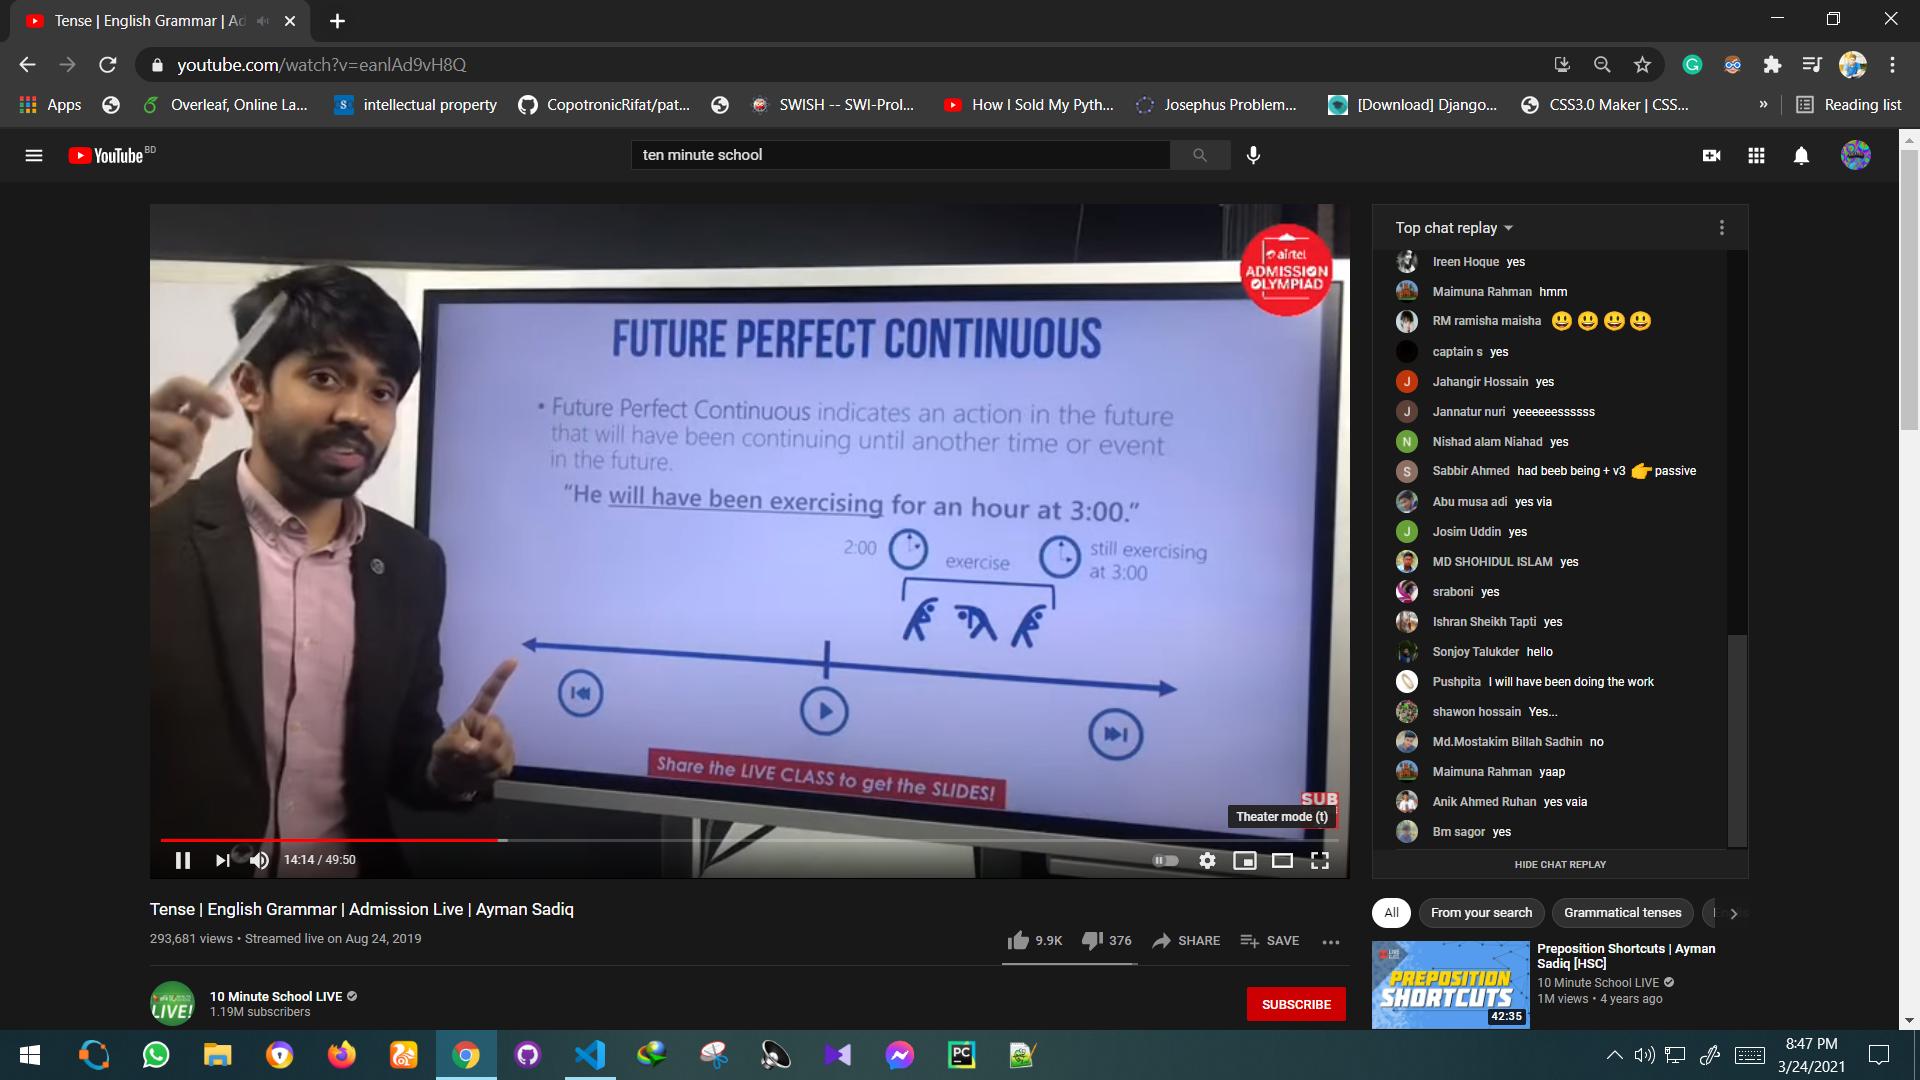 Tense | English Grammar | Ad
youtube.com/watch?v=eanlAd9vH8Q
Apps
Overleaf, Online La...
intellectual property
CopotronicRifat/pat...
SWISH -- SWI-Prol...
How I Sold My Pyth...
Josephus Problem...
[Download] Django...
CSS3.0 Maker | CSS...
»
Reading list
YouTube BD
ten minute school
airtel
ADMISSION
OLYMPIAD
FUTURE PERFECT CONTINUOUS
• Future Perfect Continuous indicates an action in the future
that will have been continuing until another time or event
in the future.
“He will have been exercising for an hour at 3:00.”
2:00
exercise
still exercising
at 3:00
Share the LIVE CLASS to get the SLIDES!
SUB
Theater mode (t)
14:14 / 49:50
Top chat replay
Ireen Hoque yes
Maimuna Rahman hmm
RM ramisha maisha 😃😃😃😃
captain s yes
J Jahangir Hossain yes
J Jannatur nuri yeeeeeessssss
N Nishad alam Niahad yes
S Sabbir Ahmed had beeb being + v3 👉 passive
Abu musa adi yes via
J Josim Uddin yes
MD SHOHIDUL ISLAM yes
sraboni yes
Ishran Sheikh Tapti yes
Sonjoy Talukder hello
Pushpita I will have been doing the work
shawon hossain Yes...
Md.Mostakim Billah Sadhin no
Maimuna Rahman yaap
Anik Ahmed Ruhan yes vaia
Bm sagor yes
HIDE CHAT REPLAY
Tense | English Grammar | Admission Live | Ayman Sadiq
293,681 views • Streamed live on Aug 24, 2019
9.9K
376
SHARE
SAVE
LIVE!
10 Minute School LIVE
1.19M subscribers
SUBSCRIBE
All
From your search
Grammatical tenses
PREPOSITION
SHORTCUTS
42:35
Preposition Shortcuts | Ayman
Sadiq [HSC]
10 Minute School LIVE
1M views • 4 years ago
PC
8:47 PM
3/24/2021